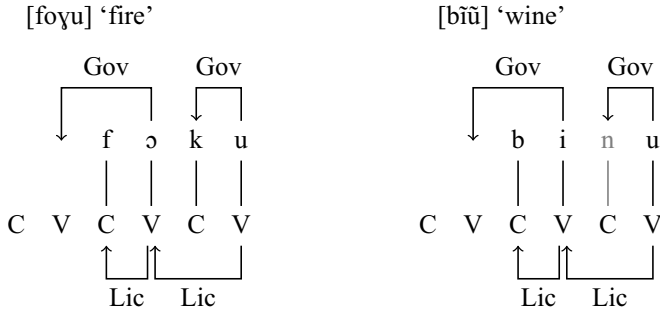 [foɣu] ‘fire’ [bĩũ] ‘wine’
Gov Gov Gov Gov
f ɔ k u b i n u
C V C V C V C V C V C V
Lic Lic Lic Lic